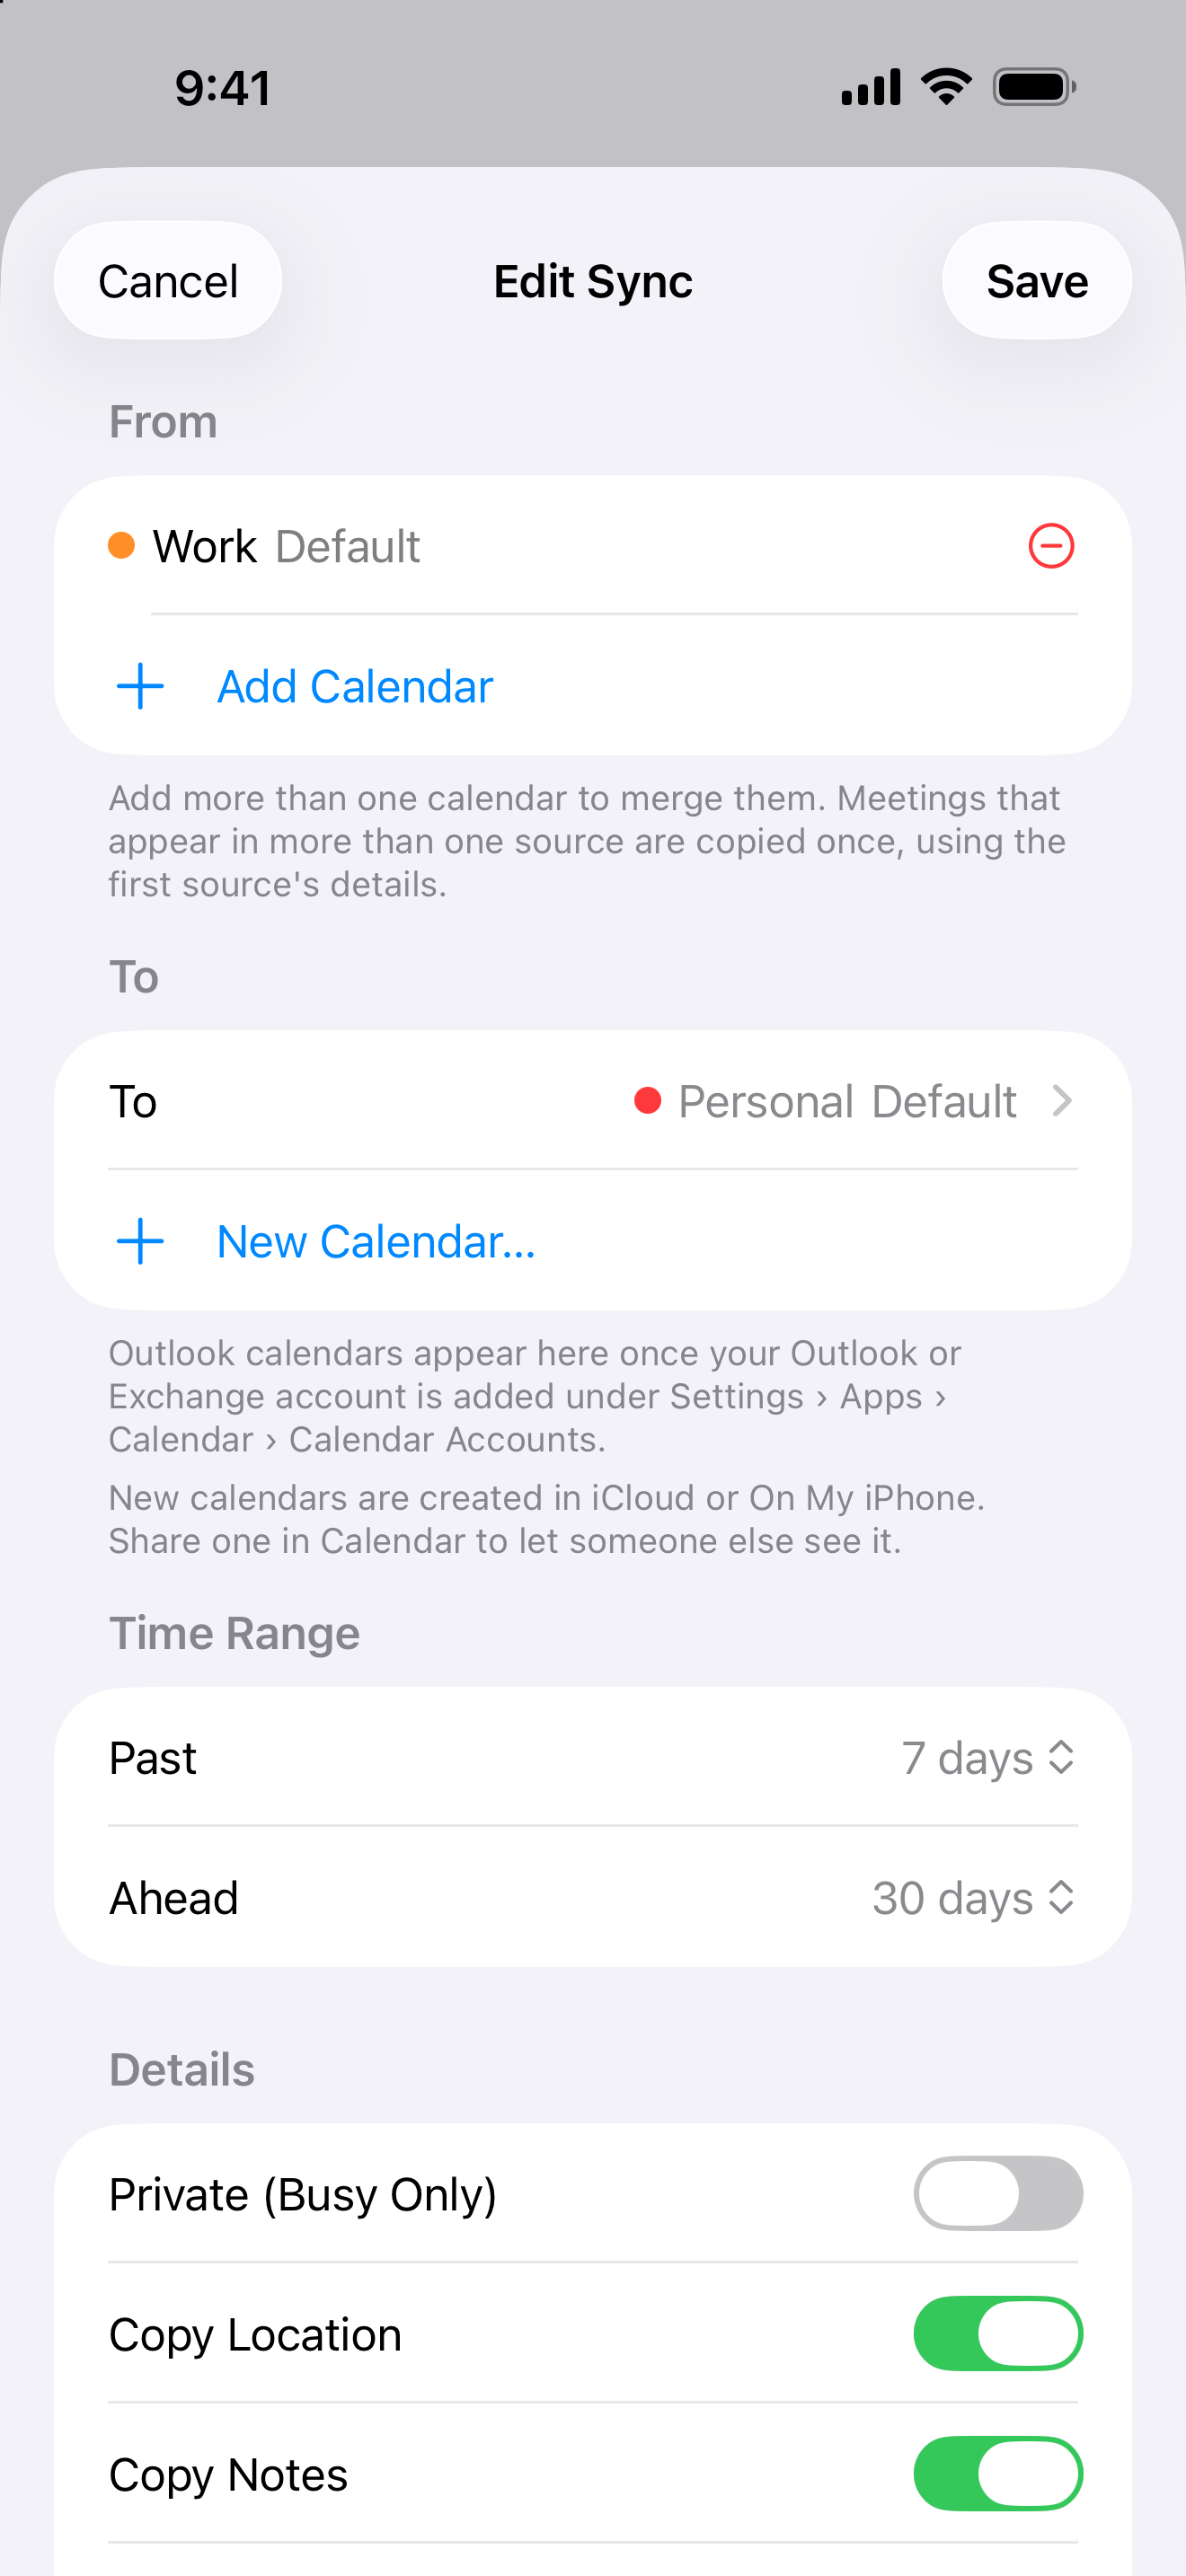 9:41
Cancel
Edit Sync
Save
From
Work Default
Add Calendar
Add more than one calendar to merge them. Meetings that
appear in more than one source are copied once, using the
first source's details.
To
To
Personal Default
New Calendar...
Outlook calendars appear here once your Outlook or
Exchange account is added under Settings › Apps ›
Calendar › Calendar Accounts.
New calendars are created in iCloud or On My iPhone.
Share one in Calendar to let someone else see it.
Time Range
Past
7 days
Ahead
30 days
Details
Private (Busy Only)
Copy Location
Copy Notes